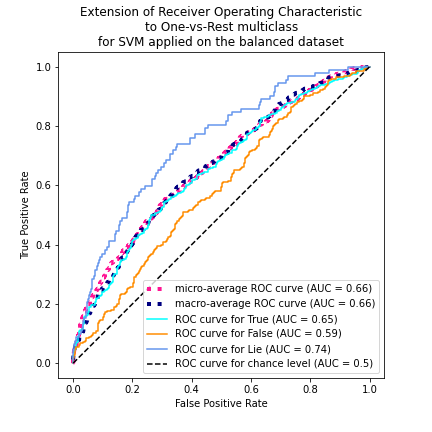 Extension of Receiver Operating Characteristic
to One-vs-Rest multiclass
for SVM applied on the balanced dataset
True Positive Rate
1.0
0.8
0.6
0.4
0.2
0.0
micro-average ROC curve (AUC = 0.66)
macro-average ROC curve (AUC = 0.66)
ROC curve for True (AUC = 0.65)
ROC curve for False (AUC = 0.59)
ROC curve for Lie (AUC = 0.74)
ROC curve for chance level (AUC = 0.5)
0.0 0.2 0.4 0.6 0.8 1.0
False Positive Rate